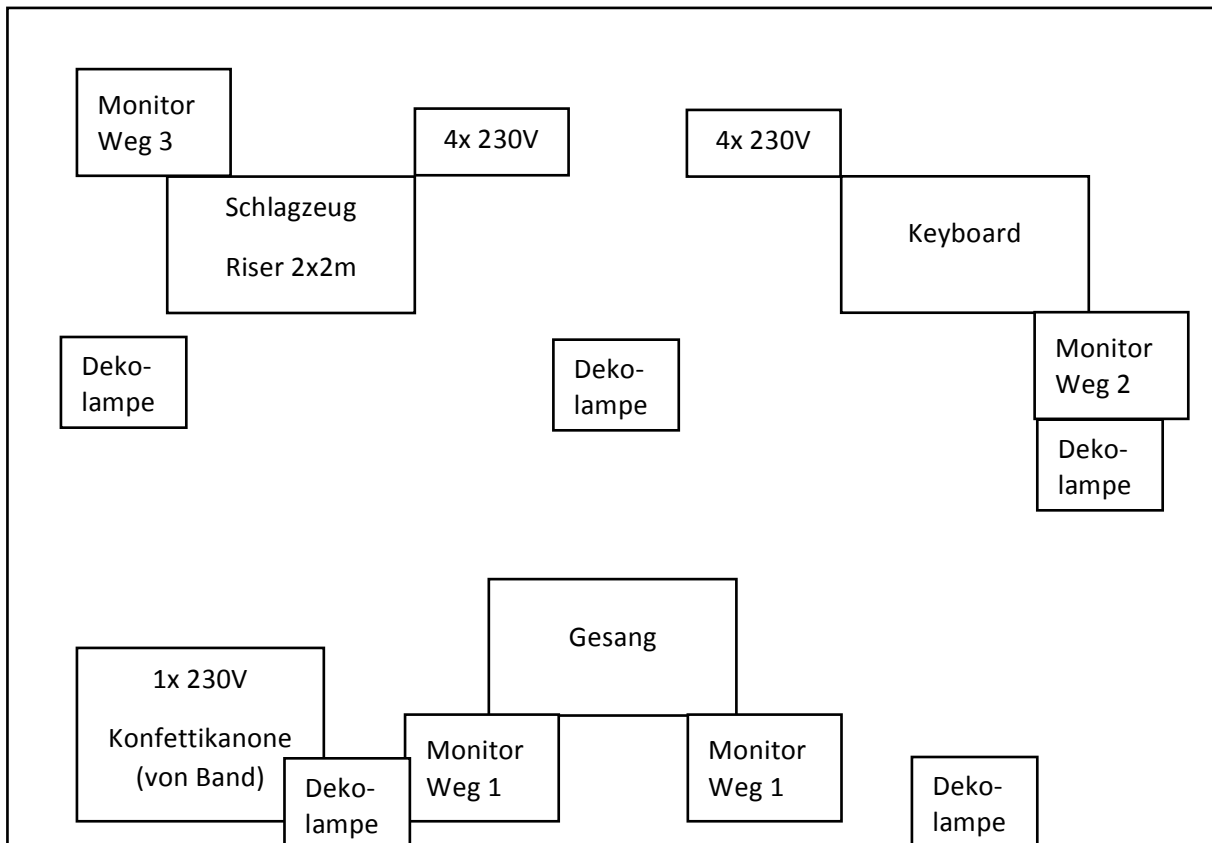 Monitor
Weg 3
4x 230V
4x 230V
Schlagzeug
Riser 2x2m
Keyboard
Deko-
lampe
Deko-
lampe
Monitor
Weg 2
Deko-
lampe
Gesang
1x 230V
Konfettikanone
(von Band)
Deko-
lampe
Monitor
Weg 1
Monitor
Weg 1
Deko-
lampe